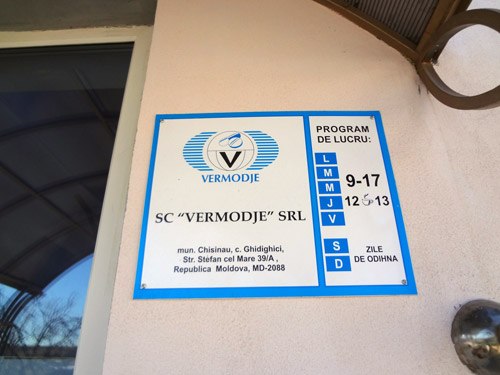 V
VERMODJE
SC "VERMODJE" SRL
mun. Chisinau, c. Ghidighici,
Str. Stefan cel Mare 39/A ,
Republica Moldova, MD-2088
PROGRAM
DE LUCRU:
L
M
M 9-17
J 12 13
V
S ZILE
D DE ODIHNA